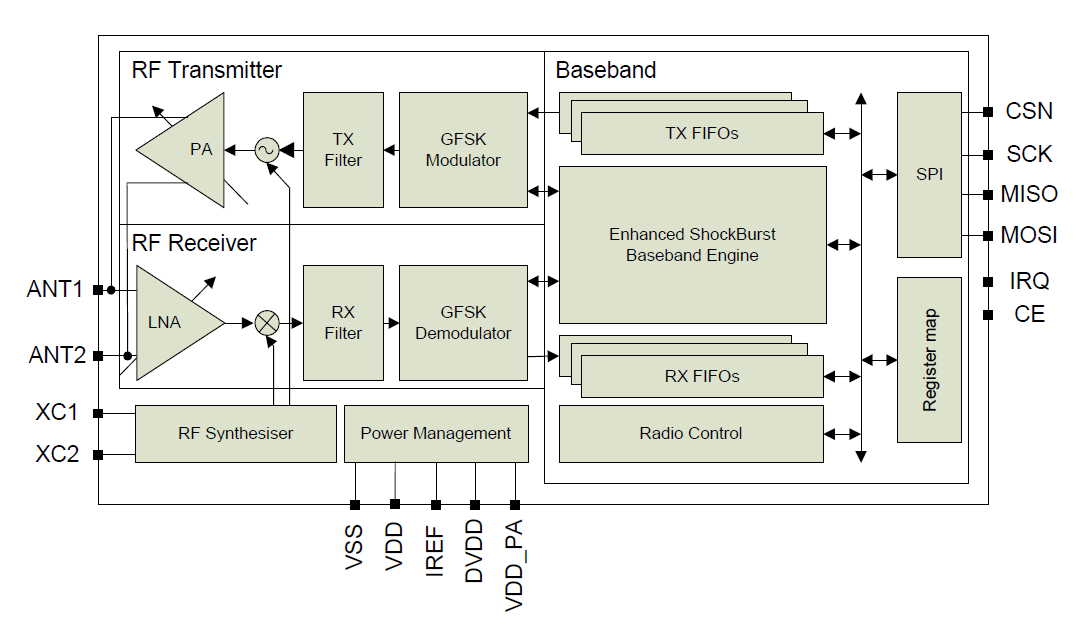 RF Transmitter
Baseband
PA
TX
Filter
GFSK
Modulator
TX FIFOs
SPI
CSN
SCK
MISO
MOSI
IRQ
CE
Enhanced ShockBurst
Baseband Engine
RF Receiver
ANT1
ANT2
LNA
RX
Filter
GFSK
Demodulator
RX FIFOs
Register map
XC1
XC2
RF Synthesiser
Power Management
Radio Control
VSS
VDD
IREF
DVDD
VDD_PA